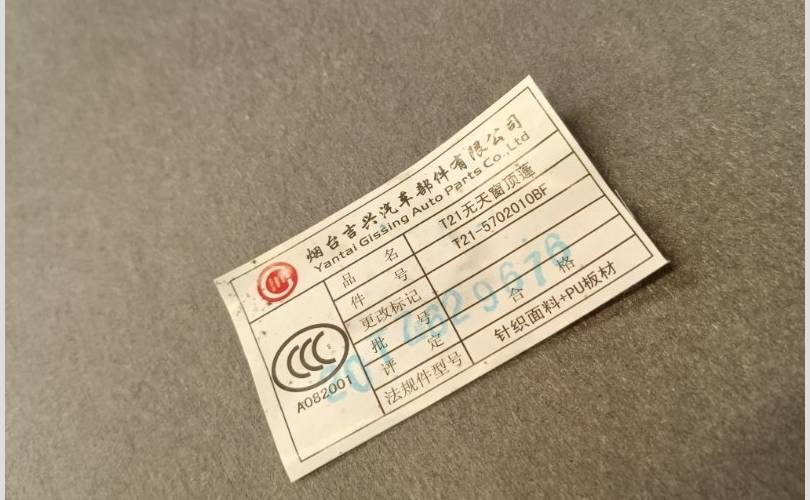 烟台吉兴汽车部件有限公司
Yantai Gissing Auto Parts Co.,Ltd
品 名 T21无天窗顶蓬
件 号 T21-5702010BF
更改标记
批 号
评 定 合 格
法规件型号 针织面料+PU板材
CCC
A082001